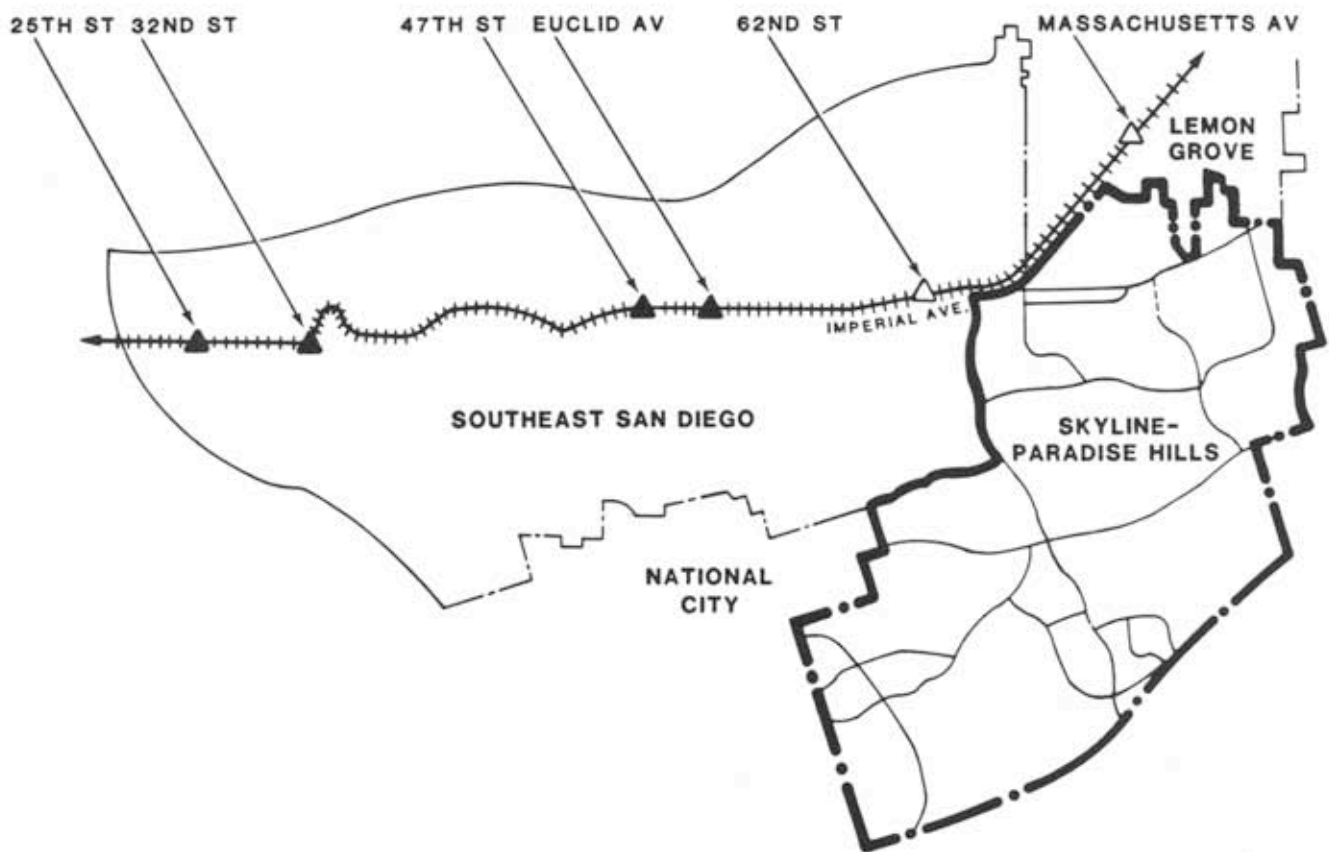 25TH ST 32ND ST 47TH ST EUCLID AV 62ND ST MASSACHUSETTS AV
LEMON
GROVE
IMPERIAL AVE.
SOUTHEAST SAN DIEGO
SKYLINE-
PARADISE HILLS
NATIONAL
CITY